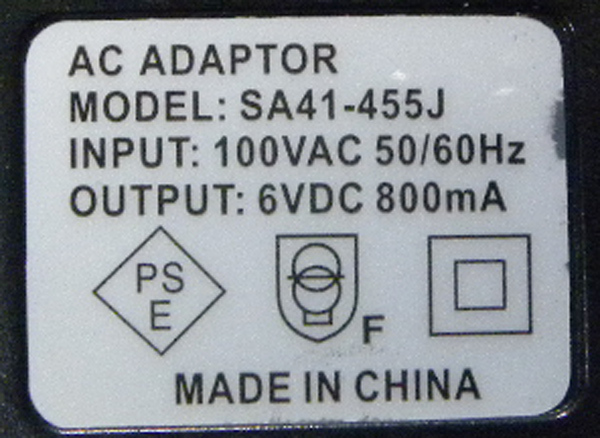 AC ADAPTOR
MODEL: SA41-455J
INPUT: 100VAC 50/60Hz
OUTPUT: 6VDC 800mA
PS
E
F
MADE IN CHINA